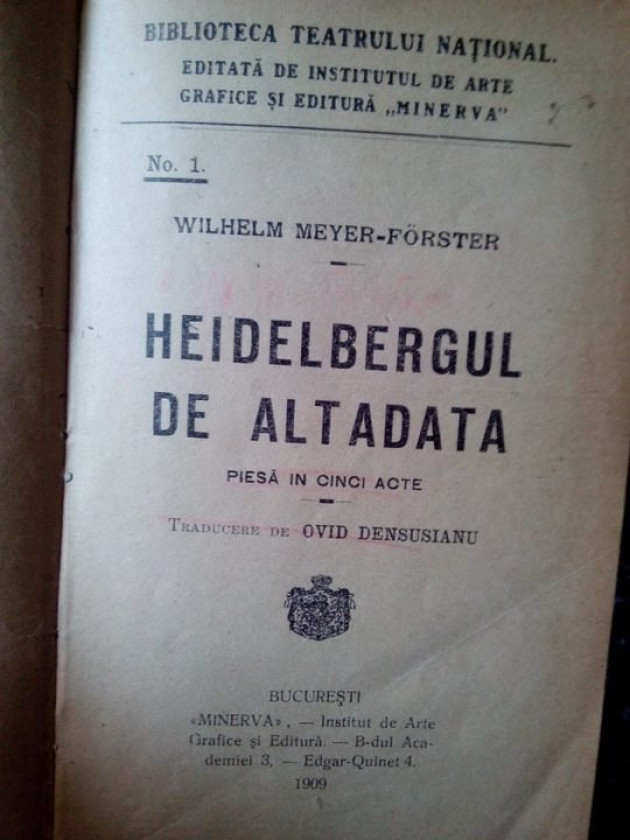 BIBLIOTECA TEATRULUI NAȚIONAL.
EDITATĂ DE INSTITUTUL DE ARTE
GRAFICE ȘI EDITURĂ „MINERVA"
No. 1.
WILHELM MEYER-FÖRSTER
HEIDELBERGUL
DE ALTADATA
PIESĂ IN CINCI ACTE
TRADUCERE DE OVID DENSUSIANU
BUCUREȘTI
«MINERVA», — Institut de Arte
Grafice și Editură. — B-dul Aca-
demiei 3, — Edgar-Quinet 4.
1909